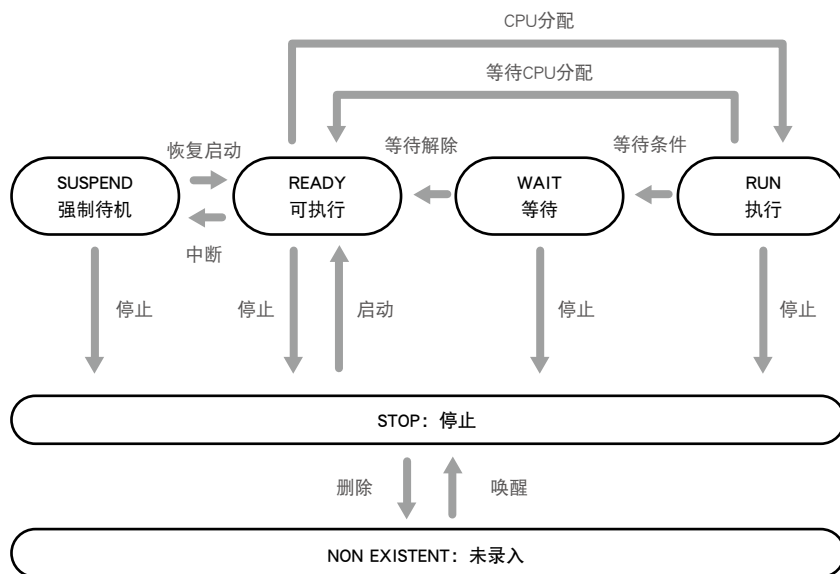 CPU分配
等待CPU分配
恢复启动
等待解除
等待条件
SUSPEND
强制待机
READY
可执行
WAIT
等待
RUN
执行
中断
停止
停止
启动
停止
停止
STOP：停止
删除
唤醒
NON EXISTENT：未录入